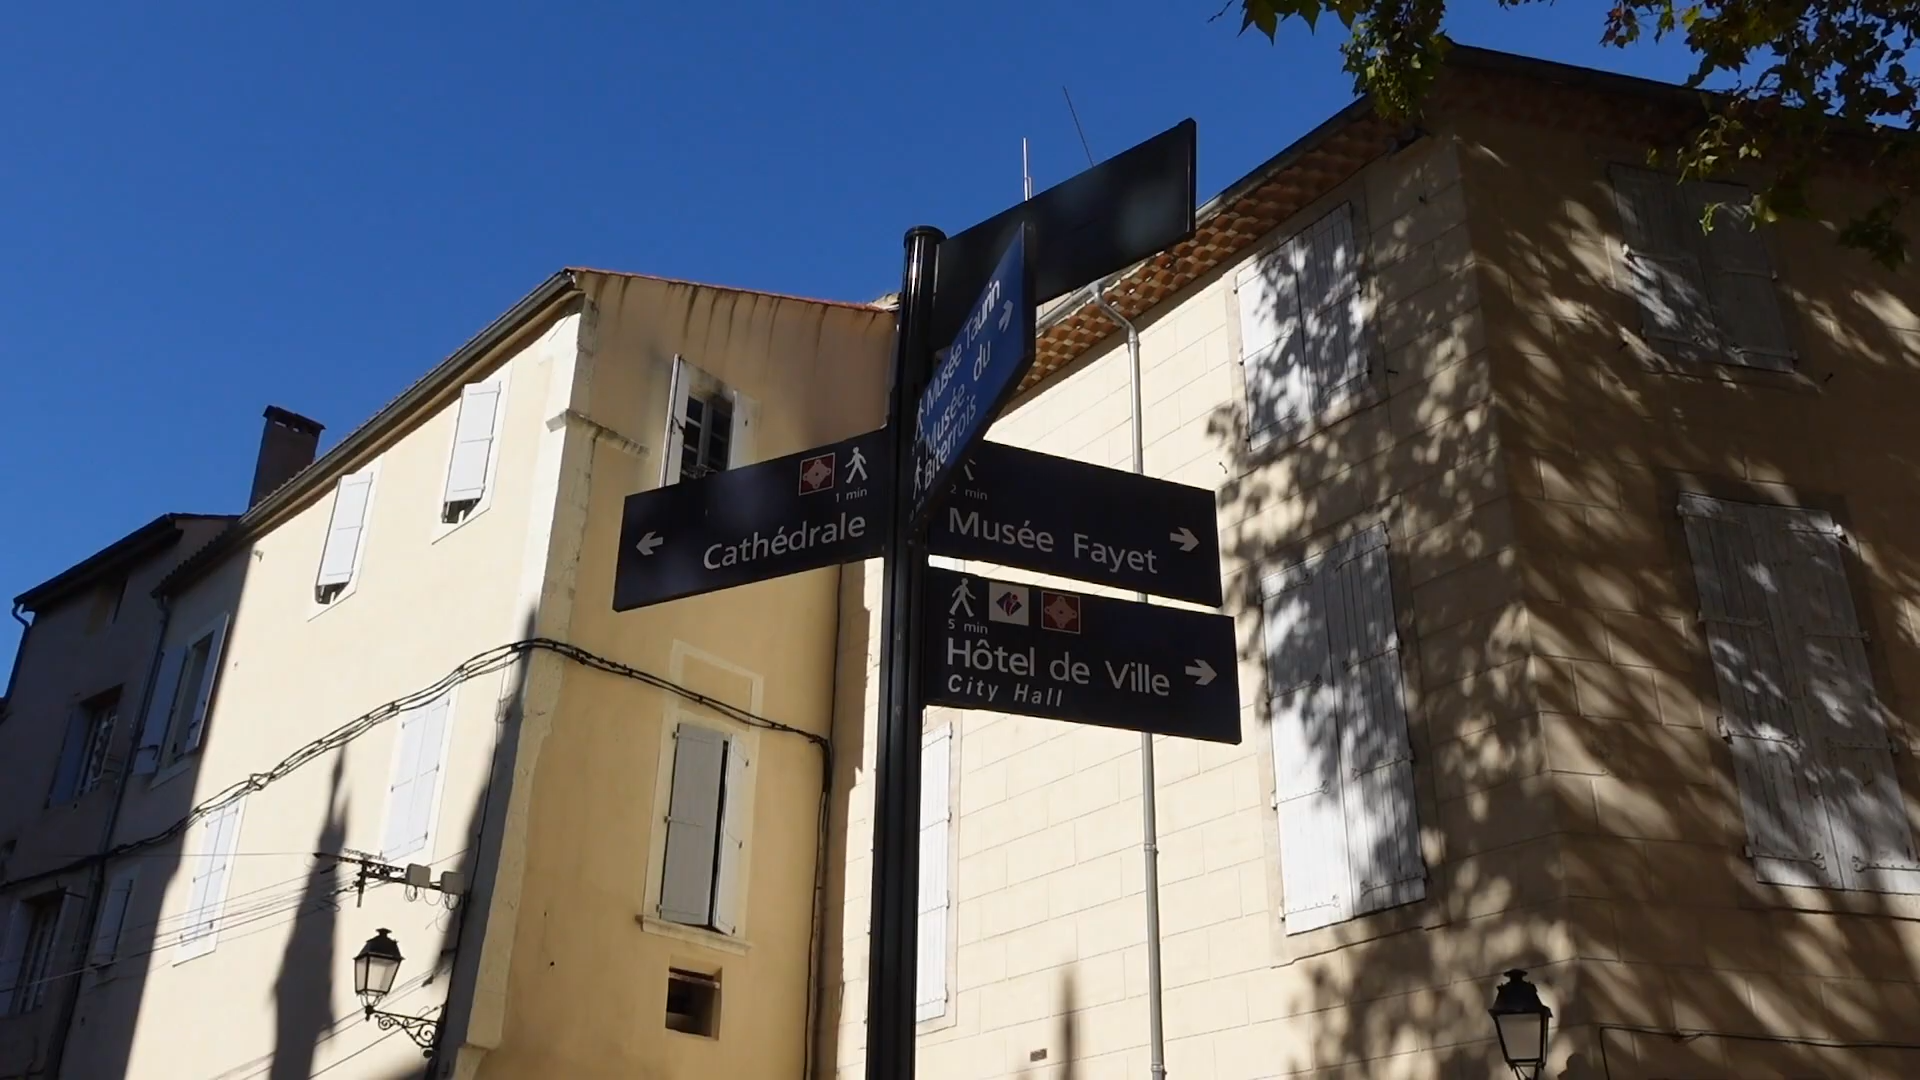 Musée Taurin
Musée du
Biterrois
1 min
Cathédrale
2 min
Musée Fayet
5 min
Hôtel de Ville
City Hall